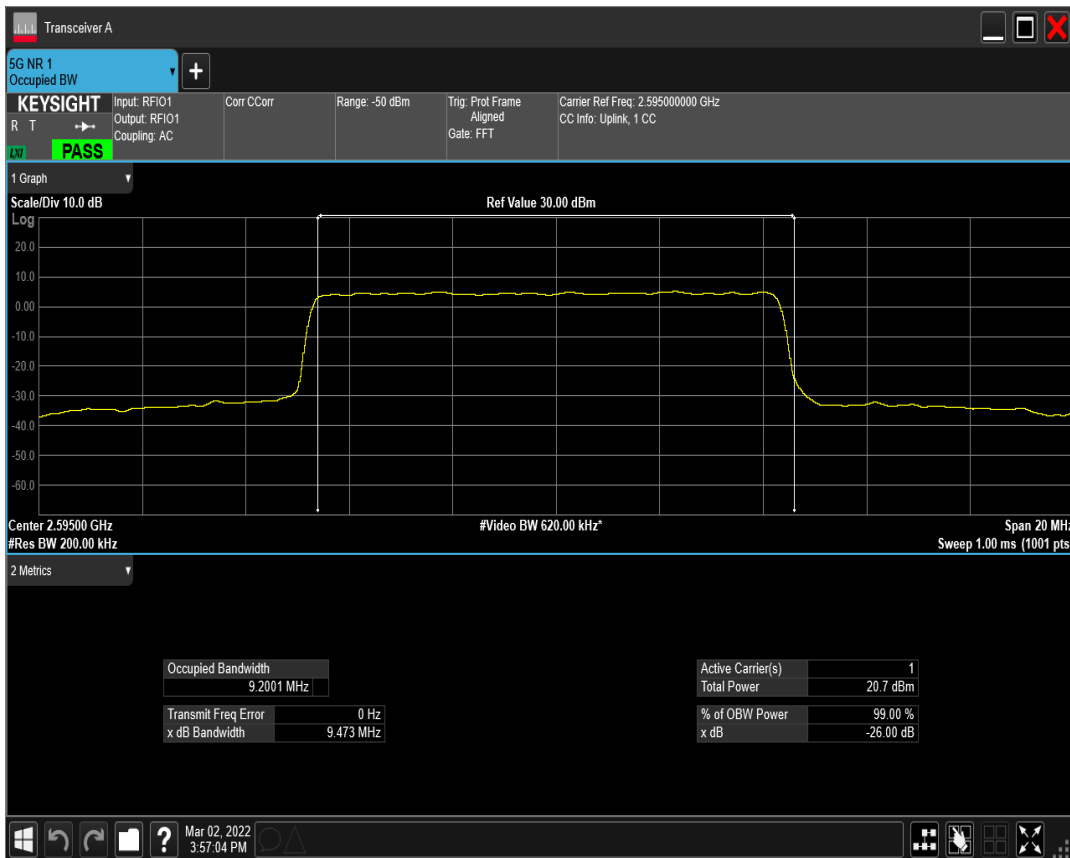 Transceiver A
5G NR 1
Occupied BW
KEYSIGHT
R T
LXI
PASS
Input: RFIO1
Output: RFIO1
Coupling: AC
Corr CCorr
Range: -50 dBm
Trig: Prot Frame
Aligned
Gate: FFT
Carrier Ref Freq: 2.595000000 GHz
CC Info: Uplink, 1 CC
1 Graph
Scale/Div 10.0 dB
Ref Value 30.00 dBm
Log
20.0
10.0
0.00
-10.0
-20.0
-30.0
-40.0
-50.0
-60.0
Center 2.59500 GHz
#Video BW 620.00 kHz*
Span 20 MHz
#Res BW 200.00 kHz
Sweep 1.00 ms (1001 pts
2 Metrics
Occupied Bandwidth
9.2001 MHz
Transmit Freq Error 0 Hz
x dB Bandwidth 9.473 MHz
Active Carrier(s) 1
Total Power 20.7 dBm
% of OBW Power 99.00 %
x dB -26.00 dB
?
Mar 02, 2022
3:57:04 PM